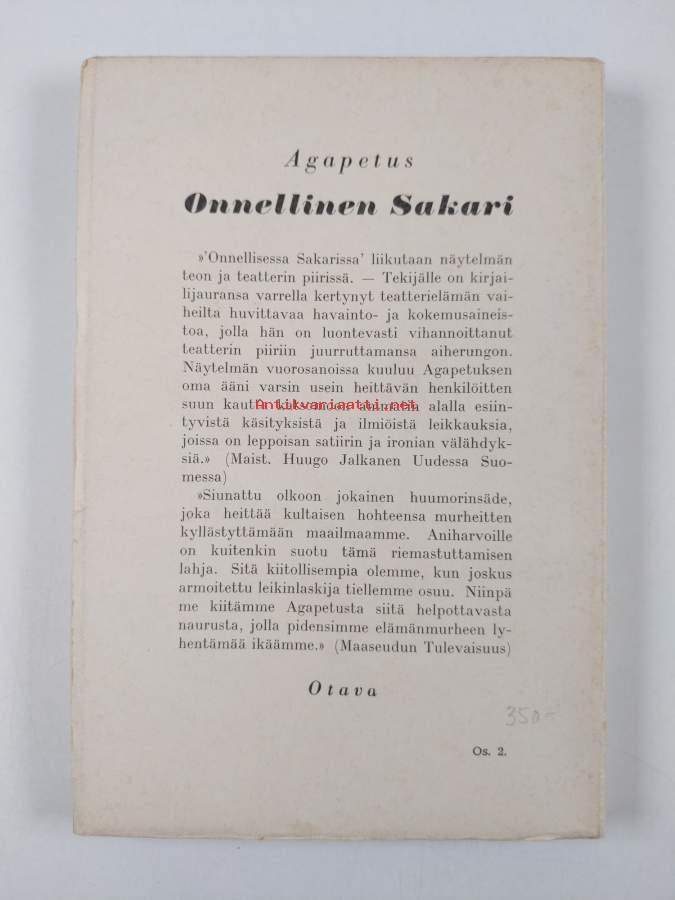 Agapetus
Onnellinen Sakari
»'Onnellisessa Sakarissa' liikutaan näytelmän
teon ja teatterin piirissä. — Tekijälle on kirjai-
lijauransa varrella kertynyt teatterielämän vai-
heilta huvittavaa havainto- ja kokemusaineis-
toa, jolla hän on luontevasti vihannoittanut
teatterin piiriin juurruttamansa aiherungon.
Näytelmän vuorosanoissa kuuluu Agapetuksen
oma ääni varsin usein heittävän henkilöitten
suun kautta alalla esiin-
Antikvariaatti.net
tyvistä käsityksistä ja ilmiöistä leikkauksia,
joissa on leppoisan satiirin ja ironian välähdyk-
siä.» (Maist. Huugo Jalkanen Uudessa Suo-
messa)
»Siunattu olkoon jokainen huumorinsäde,
joka heittää kultaisen hohteensa murheitten
kyllästyttämään maailmaamme. Aniharvoille
on kuitenkin suotu tämä riemastuttamisen
lahja. Sitä kiitollisempia olemme, kun joskus
armoitettu leikinlaskija tiellemme osuu. Niinpä
me kiitämme Agapetusta siitä helpottavasta
naurusta, jolla pidensimme elämänmurheen ly-
hentämää ikäämme.» (Maaseudun Tulevaisuus)
Otava
350-
Os. 2.